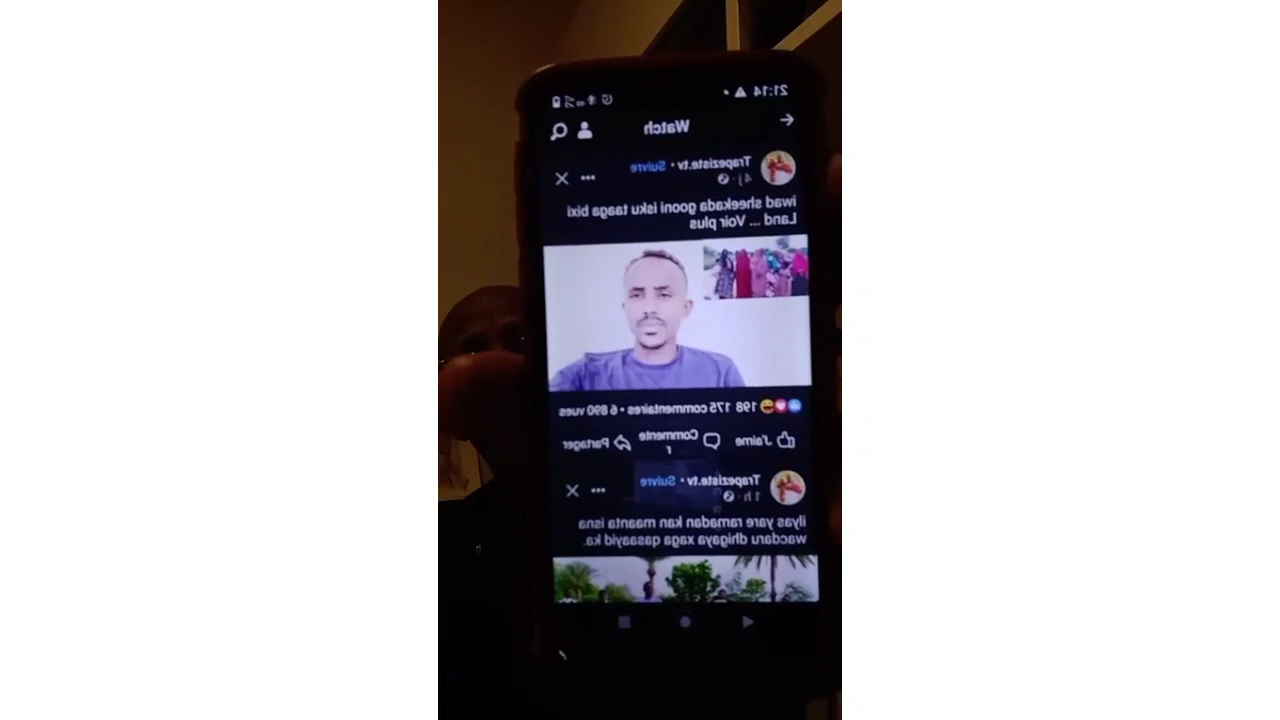 21:14
Watch
Trapeziste.tv • Suivre
4 j
iwad sheekada gooni isku taaga bixi
Land ... Voir plus
198 175 commentaires • 6 890 vues
J'aime
Commente
r
Partager
Trapeziste.tv • Suivre
1 h
ilyas yare ramadan kan maanta isna
wacdaru dhigaya xaga qasaayid ka.